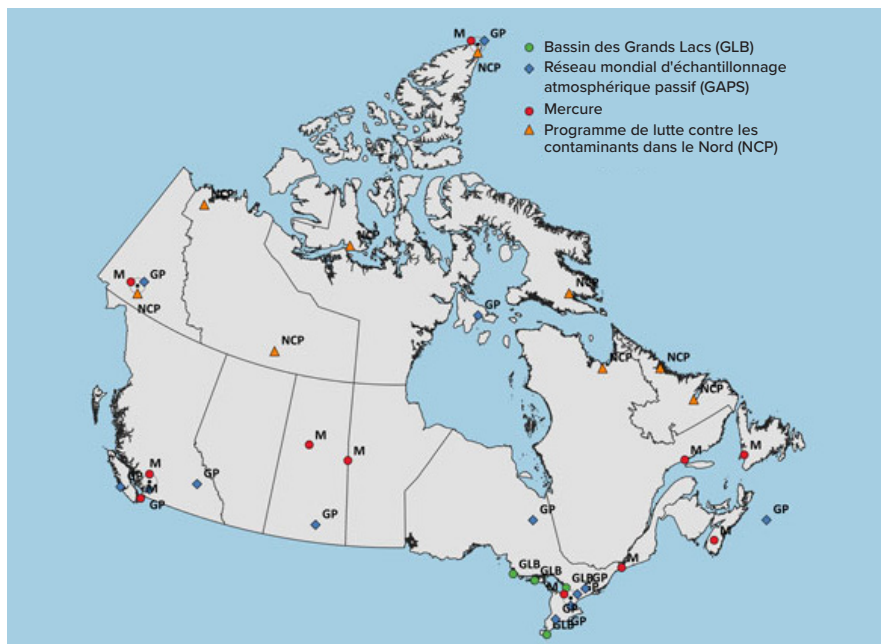 M GP
NCP
Bassin des Grands Lacs (GLB)
Réseau mondial d'échantillonnage
atmosphérique passif (GAPS)
Mercure
Programme de lutte contre les
contaminants dans le Nord (NCP)
NCP
NCP
M GP
NCP
NCP
GP
NCP
NCP
NCP
NCP
M
M
M
M
M
GP
GP
M
GP
GP
GP
GLB
GLB
M
GLB
GP
M
GP
GP
GLB
GP